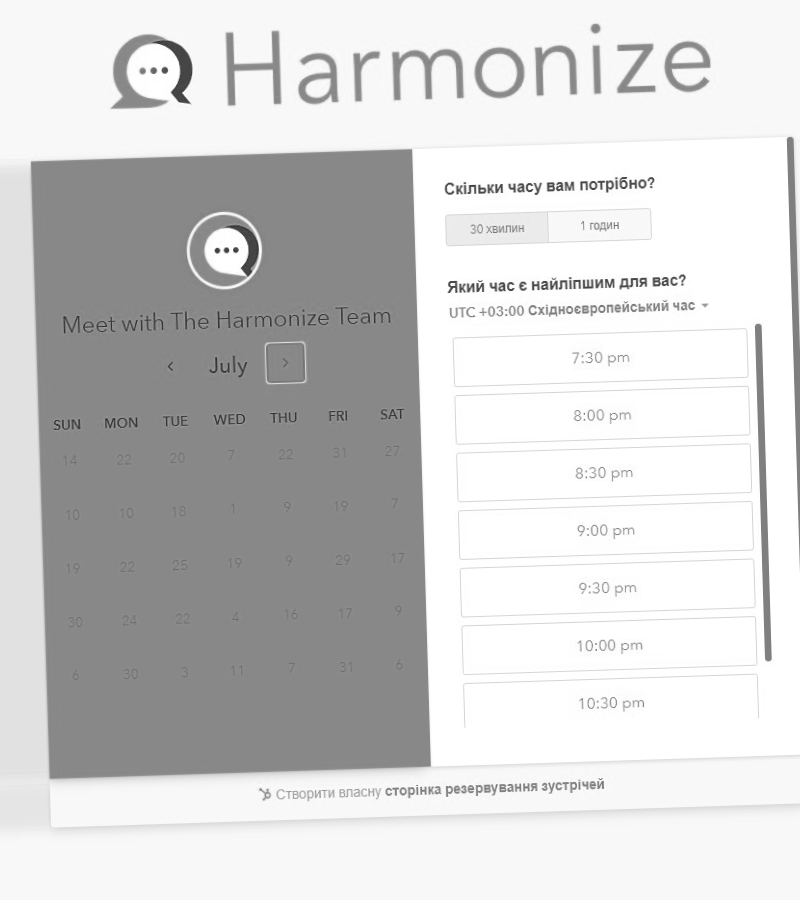 Harmonize
Meet with The Harmonize Team
July
SUN MON TUE WED THU FRI SAT
14 22 20 7 22 31 27
10 10 18 1 9 19 7
19 22 25 19 9 29 17
30 24 22 4 16 17 9
6 30 3 11 7 31 6
Скільки часу вам потрібно?
30 хвилин 1 годин
Який час є найліпшим для вас?
UTC +03:00 Східноєвропейський час
7:30 pm
8:00 pm
8:30 pm
9:00 pm
9:30 pm
10:00 pm
10:30 pm
Створити власну сторінка резервування зустрічей